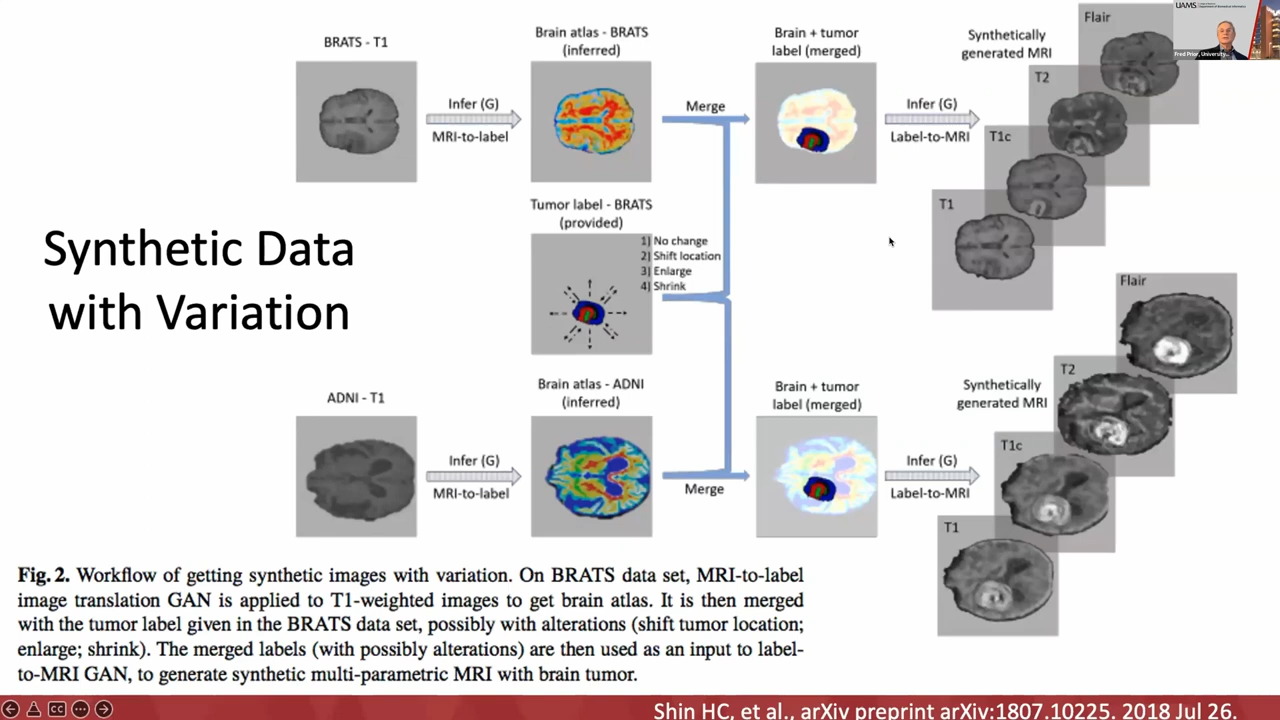 Synthetic Data
with Variation
BRATS - T1
Infer (G)
MRI-to-label
Brain atlas - BRATS
(inferred)
Merge
Brain + tumor
label (merged)
Infer (G)
Label-to-MRI
Synthetically
generated MRI
Flair
T2
T1c
T1
Tumor label - BRATS
(provided)
1) No change
2) Shift location
3) Enlarge
4) Shrink
ADNI - T1
Infer (G)
MRI-to-label
Brain atlas - ADNI
(inferred)
Merge
Brain + tumor
label (merged)
Infer (G)
Label-to-MRI
Synthetically
generated MRI
Flair
T2
T1c
T1
Fig. 2. Workflow of getting synthetic images with variation. On BRATS data set, MRI-to-label
image translation GAN is applied to T1-weighted images to get brain atlas. It is then merged
with the tumor label given in the BRATS data set, possibly with alterations (shift tumor location;
enlarge; shrink). The merged labels (with possibly alterations) are then used as an input to label-
to-MRI GAN, to generate synthetic multi-parametric MRI with brain tumor.
Shin HC, et al., arXiv preprint arXiv:1807.10225. 2018 Jul 26.
UAMS
Fred Prior, University...
CC